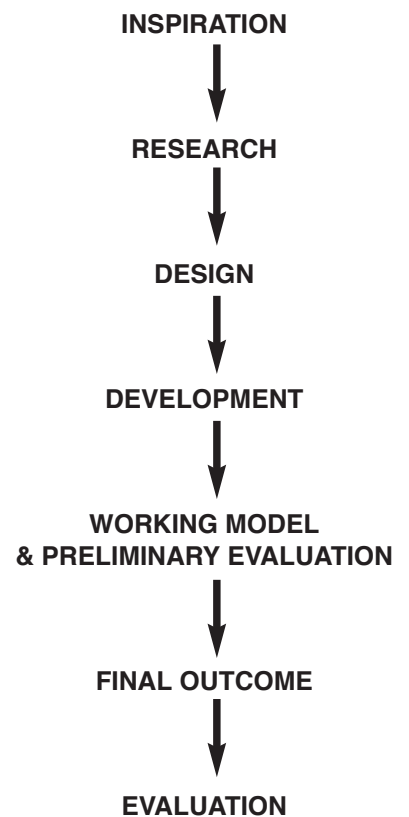 INSPIRATION
RESEARCH
DESIGN
DEVELOPMENT
WORKING MODEL
& PRELIMINARY EVALUATION
FINAL OUTCOME
EVALUATION